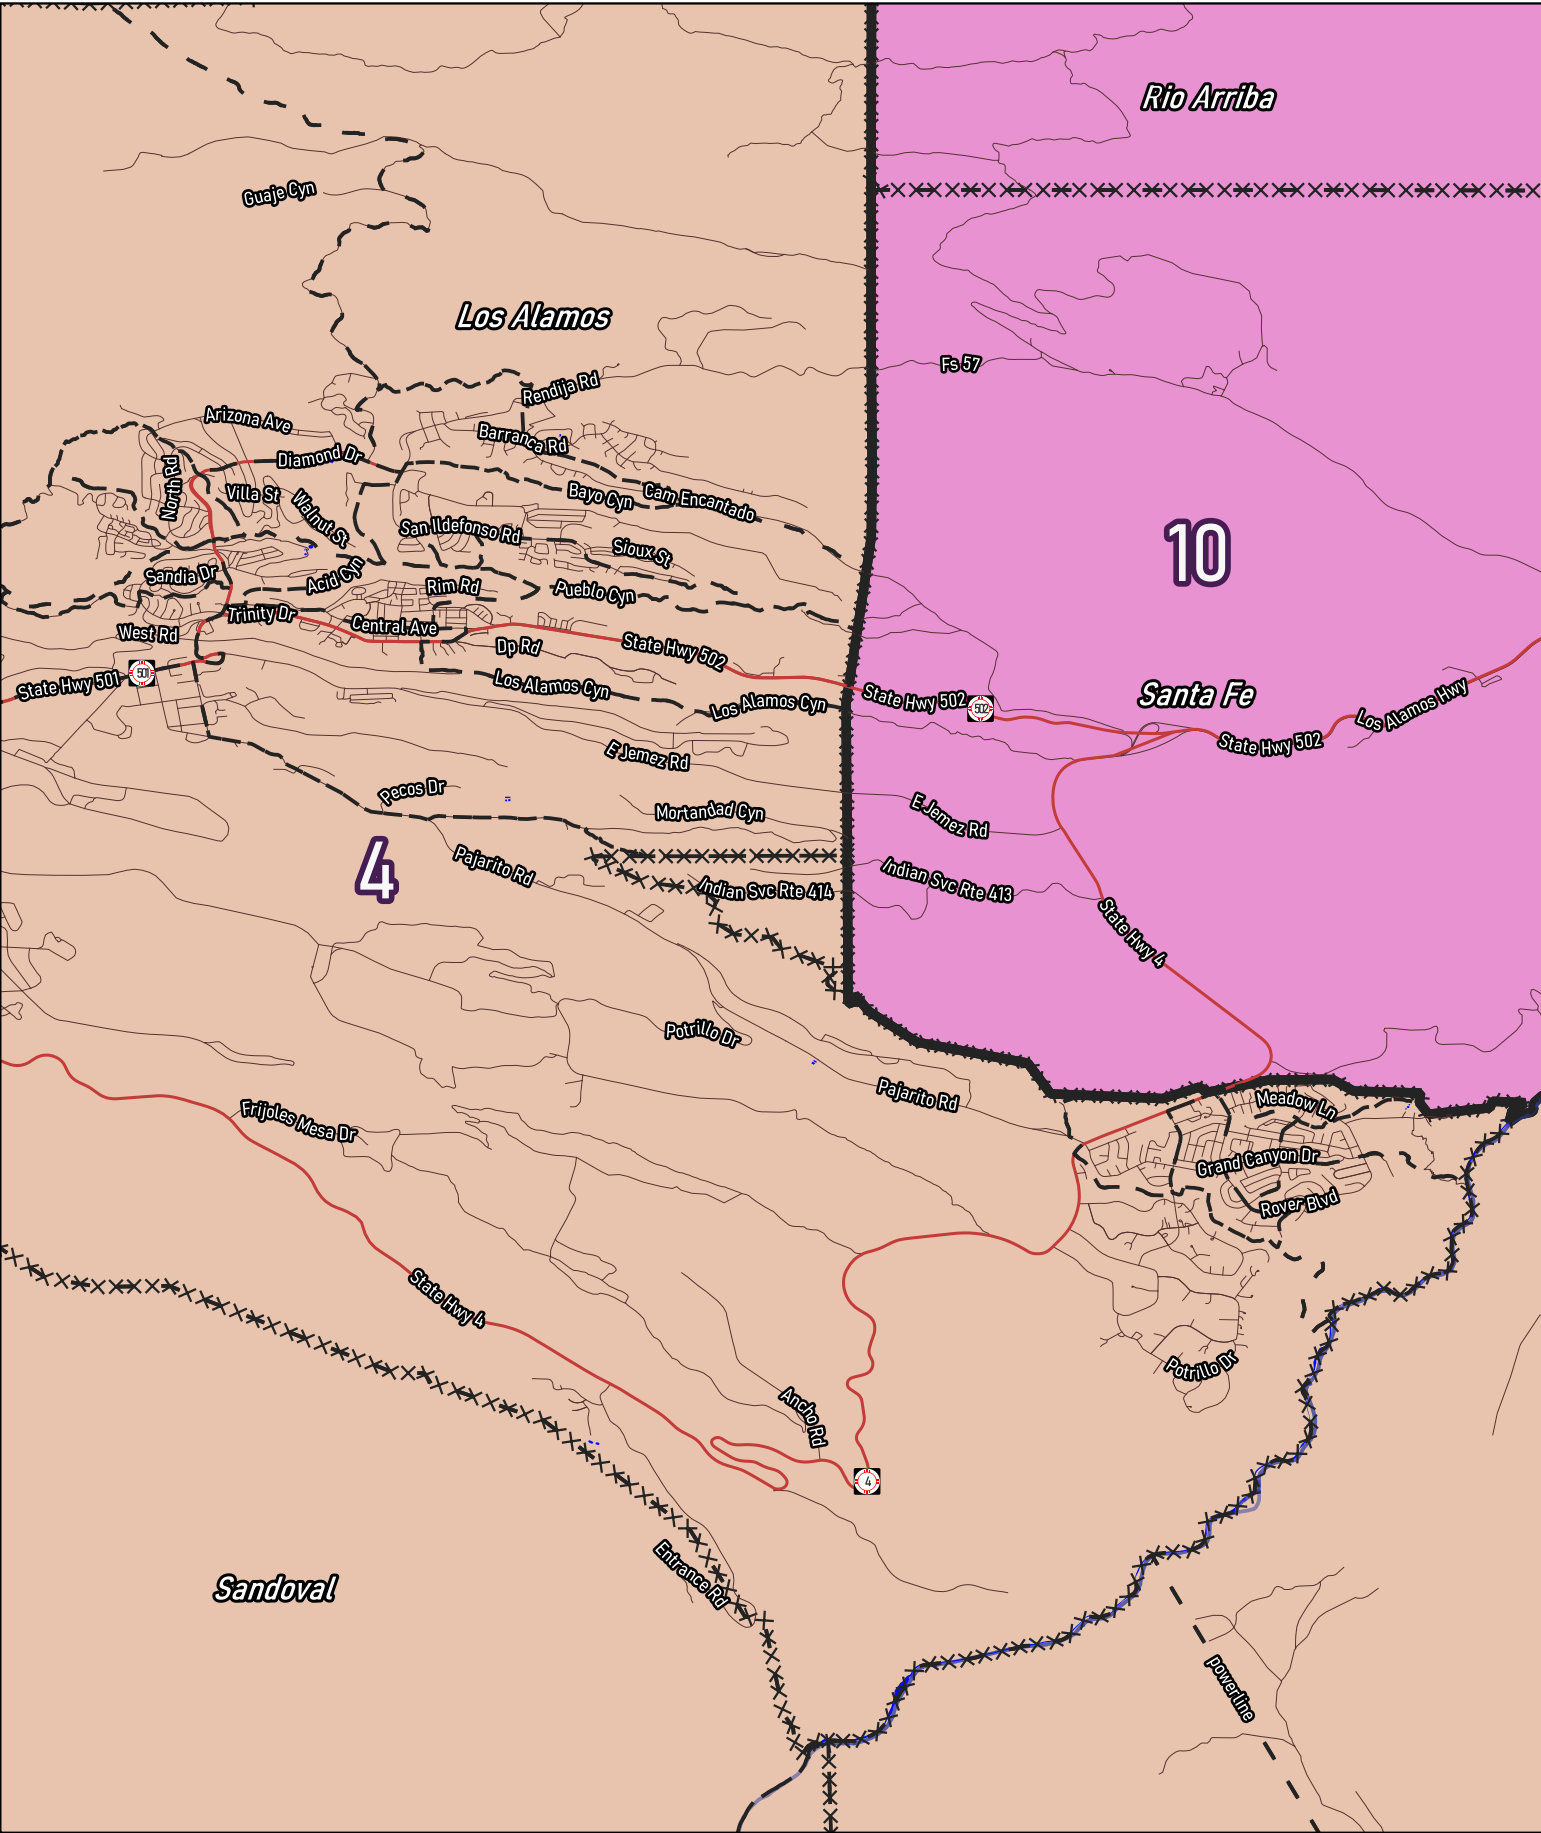 Rio Arriba
Guaje Cyn
Los Alamos
Fs 57
Rendija Rd
Arizona Ave
Barranca Rd
Diamond Dr
North Rd
Villa St
Walnut St
Bayo Cyn
Cam Encantado
San Ildefonso Rd
Sioux St
10
Sandia Dr
Acid Cyn
Rim Rd
Pueblo Cyn
Trinity Dr
Central Ave
West Rd
Dp Rd
State Hwy 502
State Hwy 501
501
Los Alamos Cyn
Los Alamos Cyn
State Hwy 502
502
Santa Fe
Los Alamos Hwy
State Hwy 502
E Jemez Rd
Pecos Dr
Mortandad Cyn
E Jemez Rd
4
Pajarito Rd
Indian Svc Rte 414
Indian Svc Rte 413
State Hwy 4
Potrillo Dr
Pajarito Rd
Meadow Ln
Frijoles Mesa Dr
Grand Canyon Dr
Rover Blvd
State Hwy 4
Potrillo Dr
Ancho Rd
4
Entrance Rd
Sandoval
powerline